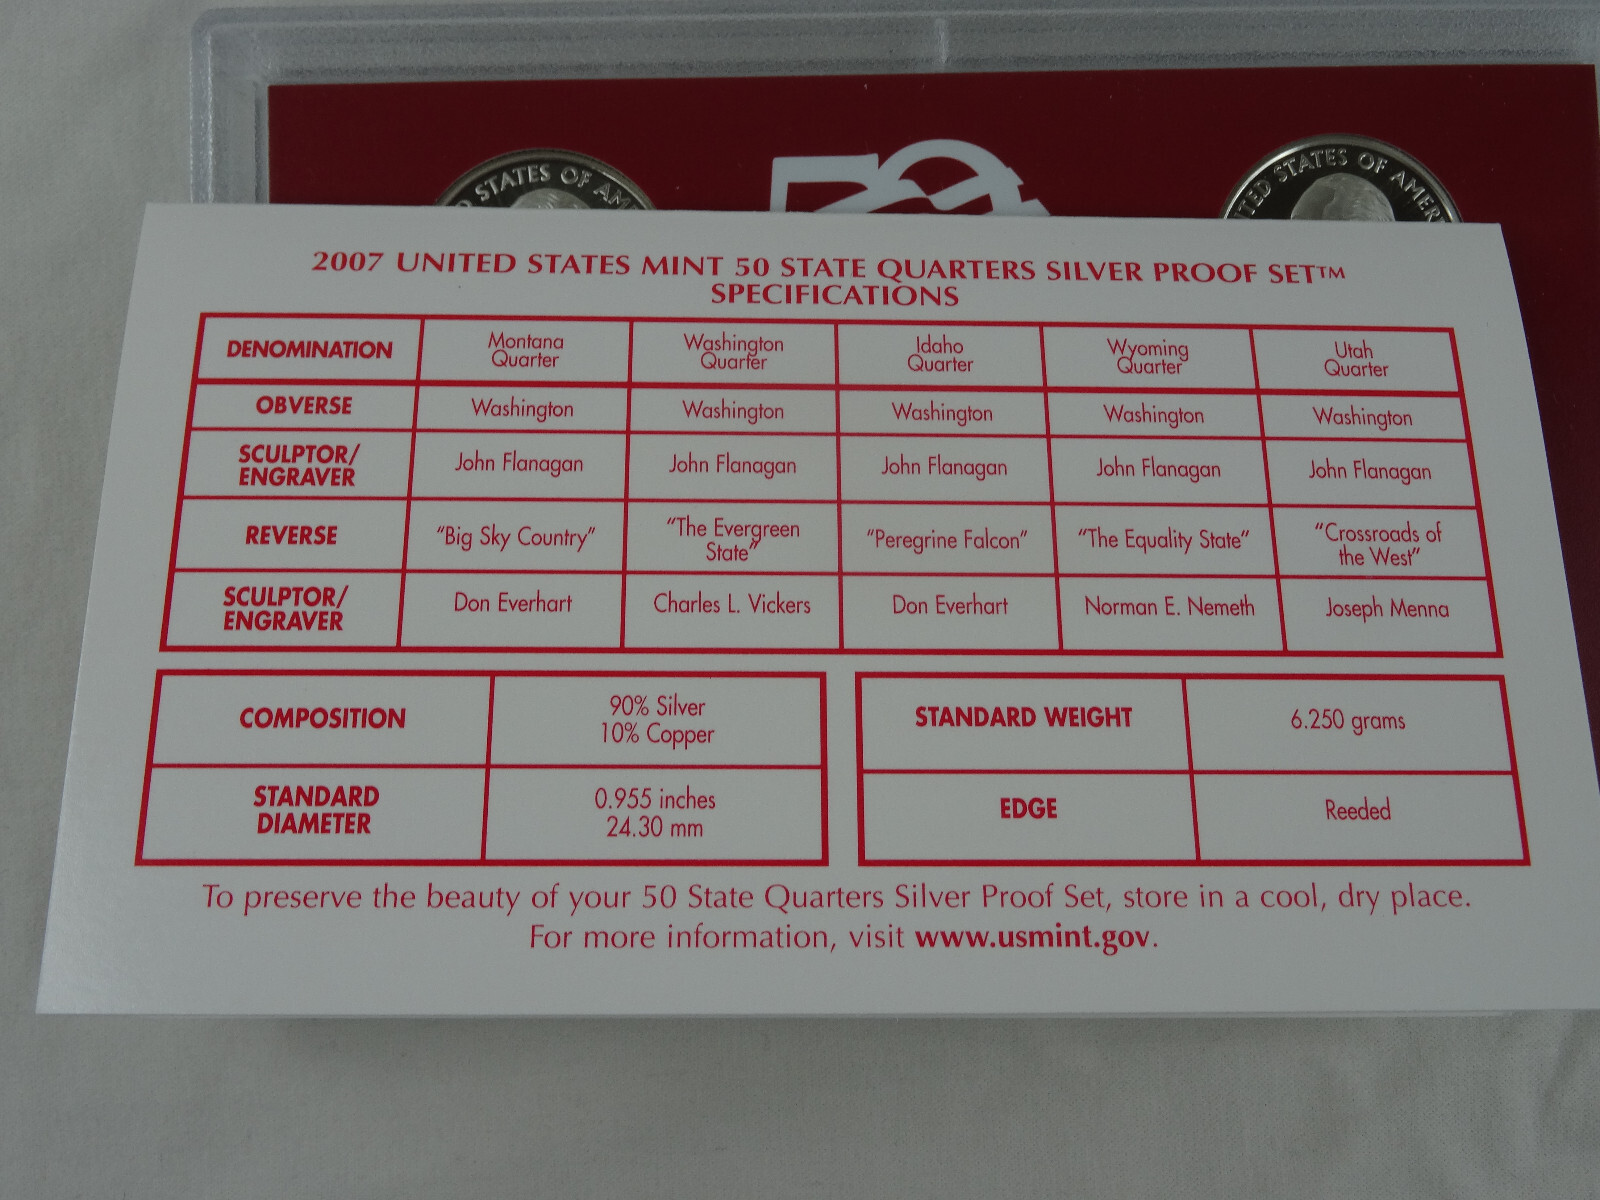 STATES OF AM
50
ITED STATES OF AMER
2007 UNITED STATES MINT 50 STATE QUARTERS SILVER PROOF SET™
SPECIFICATIONS
DENOMINATION Montana Quarter Washington Quarter Idaho Quarter Wyoming Quarter Utah Quarter
OBVERSE Washington Washington Washington Washington Washington
SCULPTOR/ ENGRAVER John Flanagan John Flanagan John Flanagan John Flanagan John Flanagan
REVERSE "Big Sky Country" "The Evergreen State" "Peregrine Falcon" "The Equality State" "Crossroads of the West"
SCULPTOR/ ENGRAVER Don Everhart Charles L. Vickers Don Everhart Norman E. Nemeth Joseph Menna
COMPOSITION 90% Silver 10% Copper
STANDARD DIAMETER 0.955 inches 24.30 mm
STANDARD WEIGHT 6.250 grams
EDGE Reeded
To preserve the beauty of your 50 State Quarters Silver Proof Set, store in a cool, dry place.
For more information, visit www.usmint.gov.